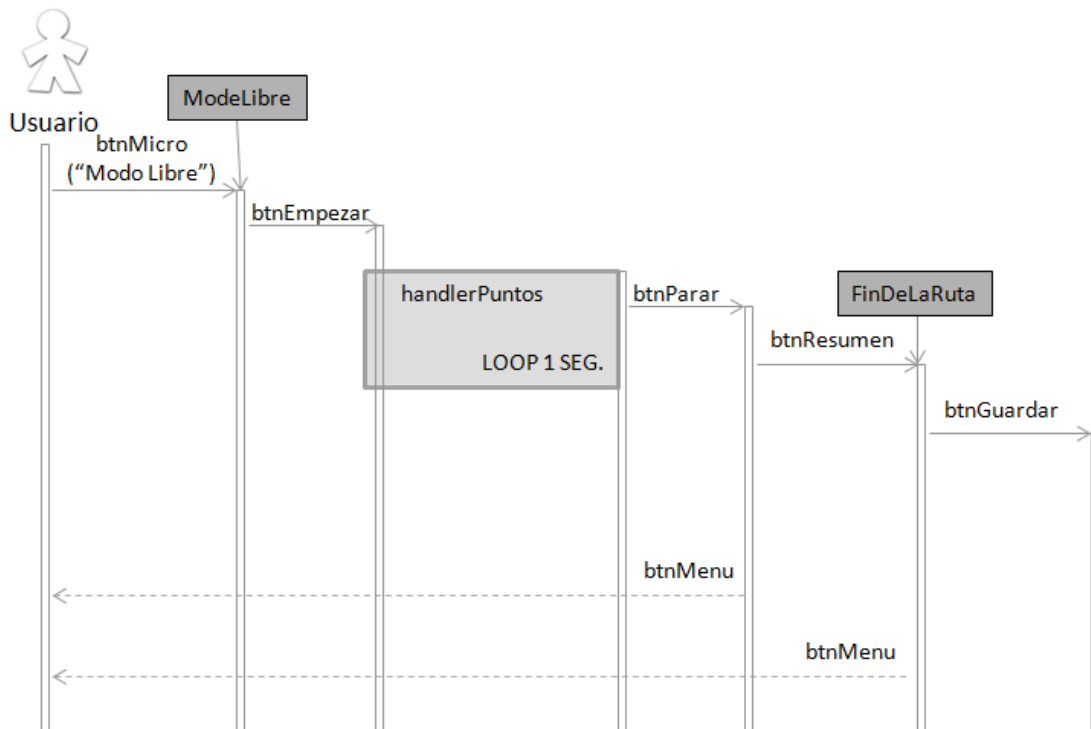 ModeLibre
Usuario
btnMicro
(“Modo Libre”)
btnEmpezar
handlerPuntos
LOOP 1 SEG.
btnParar
FinDeLaRuta
btnResumen
btnGuardar
btnMenu
btnMenu